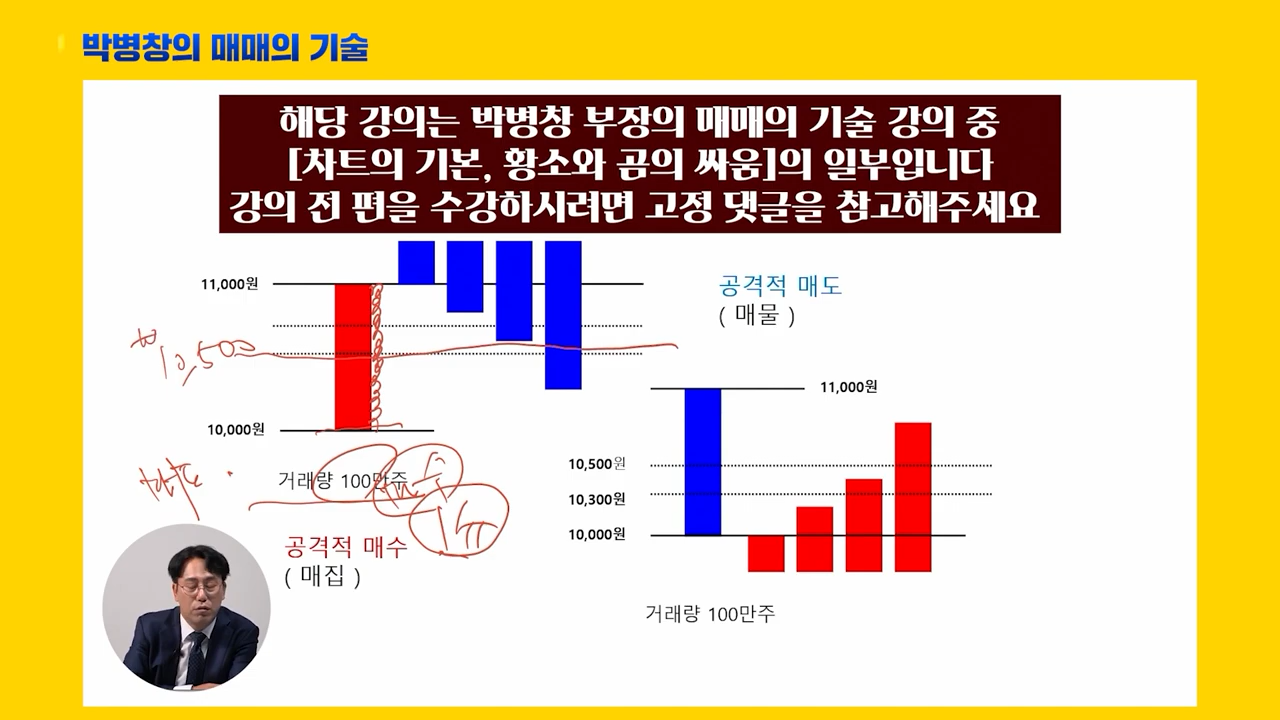 박병창의 매매의 기술
해당 강의는 박병창 부장의 매매의 기술 강의 중
[차트의 기본, 황소와 곰의 싸움]의 일부입니다
강의 전 편을 수강하시려면 고정 댓글을 참고해주세요
11,000원
공격적 매도
( 매물 )
₩10,500
10,000원
11,000원
10,500원
10,300원
10,000원
거래량 100만주
공격적 매수
( 매집 )
거래량 100만주